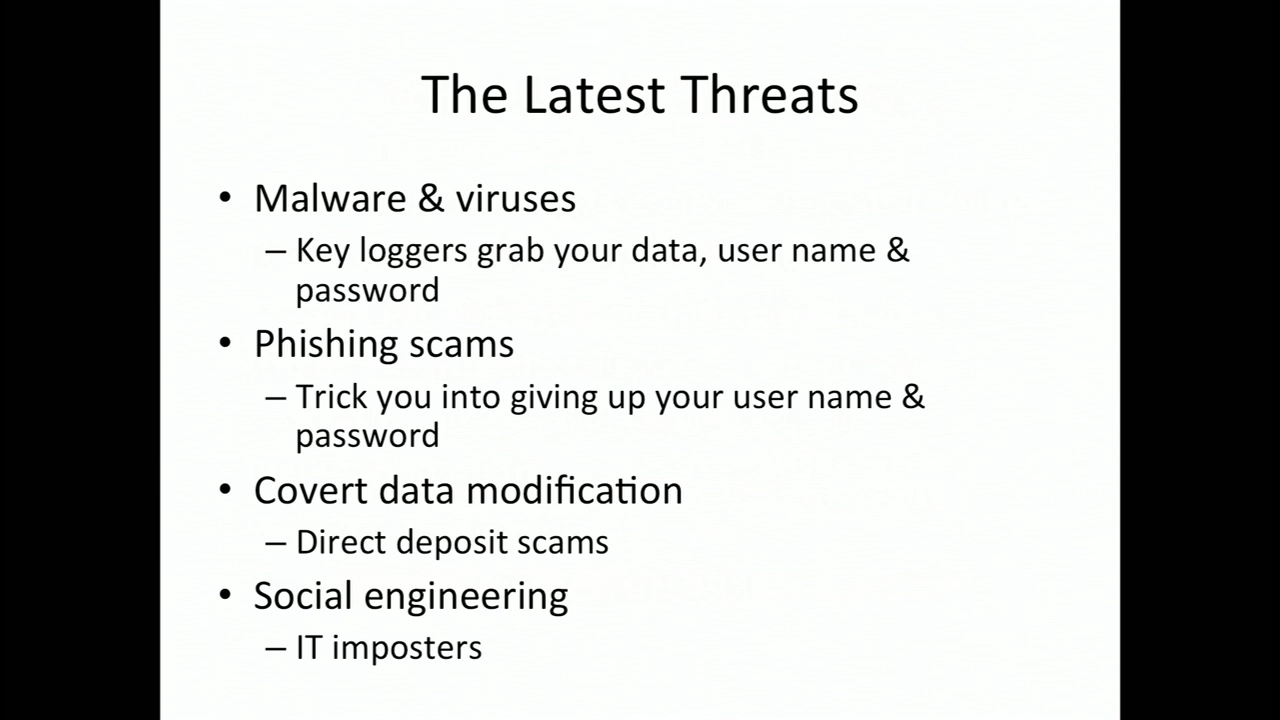 The Latest Threats
• Malware & viruses
– Key loggers grab your data, user name &
password
• Phishing scams
– Trick you into giving up your user name &
password
• Covert data modification
– Direct deposit scams
• Social engineering
– IT imposters